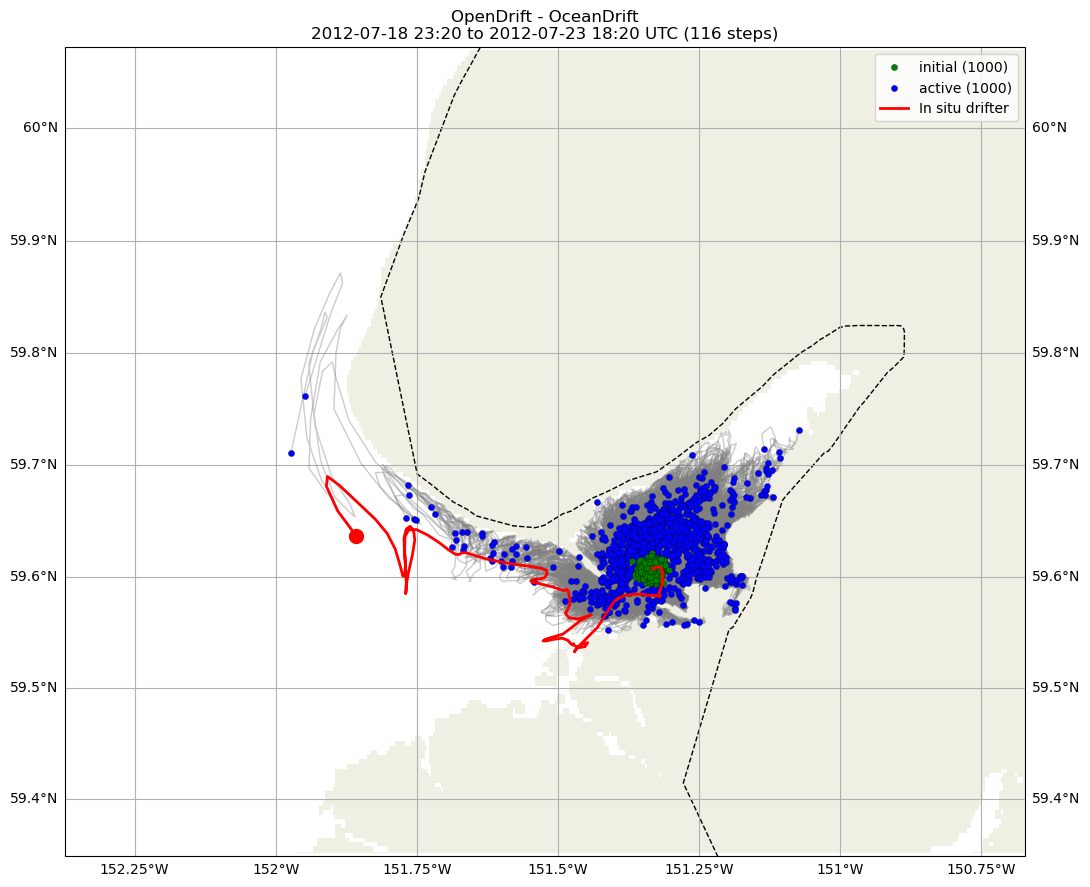 OpenDrift - OceanDrift
2012-07-18 23:20 to 2012-07-23 18:20 UTC (116 steps)
initial (1000)
active (1000)
In situ drifter
60°N
60°N
59.9°N
59.9°N
59.8°N
59.8°N
59.7°N
59.7°N
59.6°N
59.6°N
59.5°N
59.5°N
59.4°N
59.4°N
152.25°W 152°W 151.75°W 151.5°W 151.25°W 151°W 150.75°W